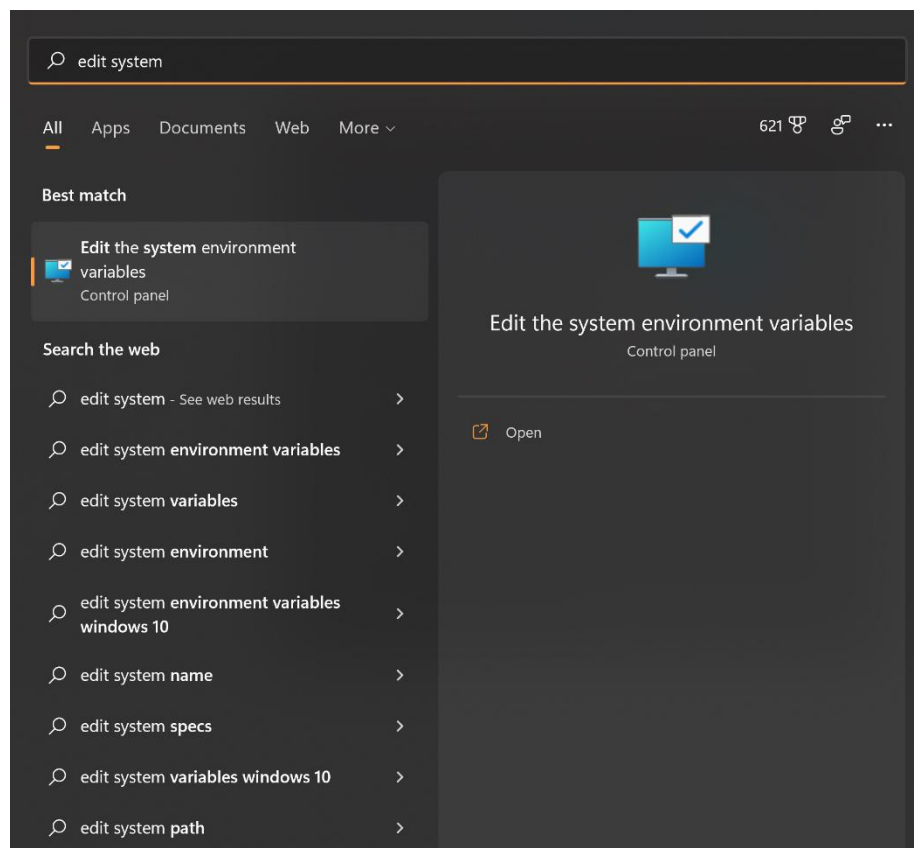 edit system
All Apps Documents Web More
621
Best match
Edit the system environment
variables
Control panel
Search the web
edit system - See web results
edit system environment variables
edit system variables
edit system environment
edit system environment variables
windows 10
edit system name
edit system specs
edit system variables windows 10
edit system path
Edit the system environment variables
Control panel
Open